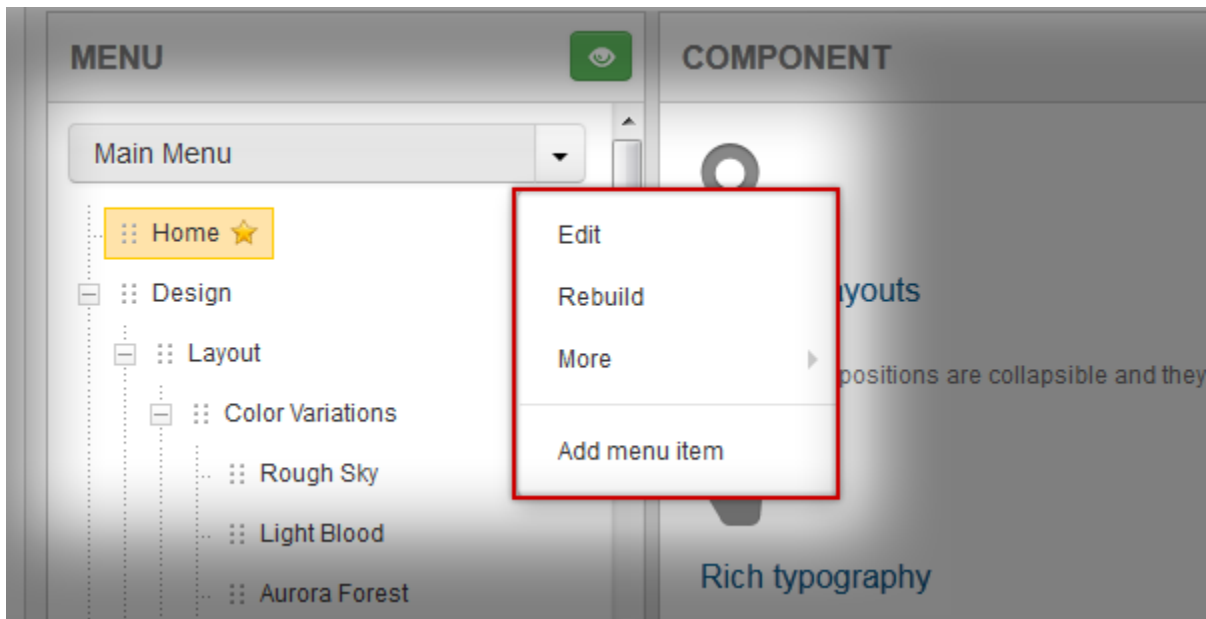 MENU
COMPONENT
Main Menu
Home
Edit
Design
Rebuild
youts
Layout
More
positions are collapsible and they
Color Variations
Add menu item
Rough Sky
Light Blood
Rich typography
Aurora Forest